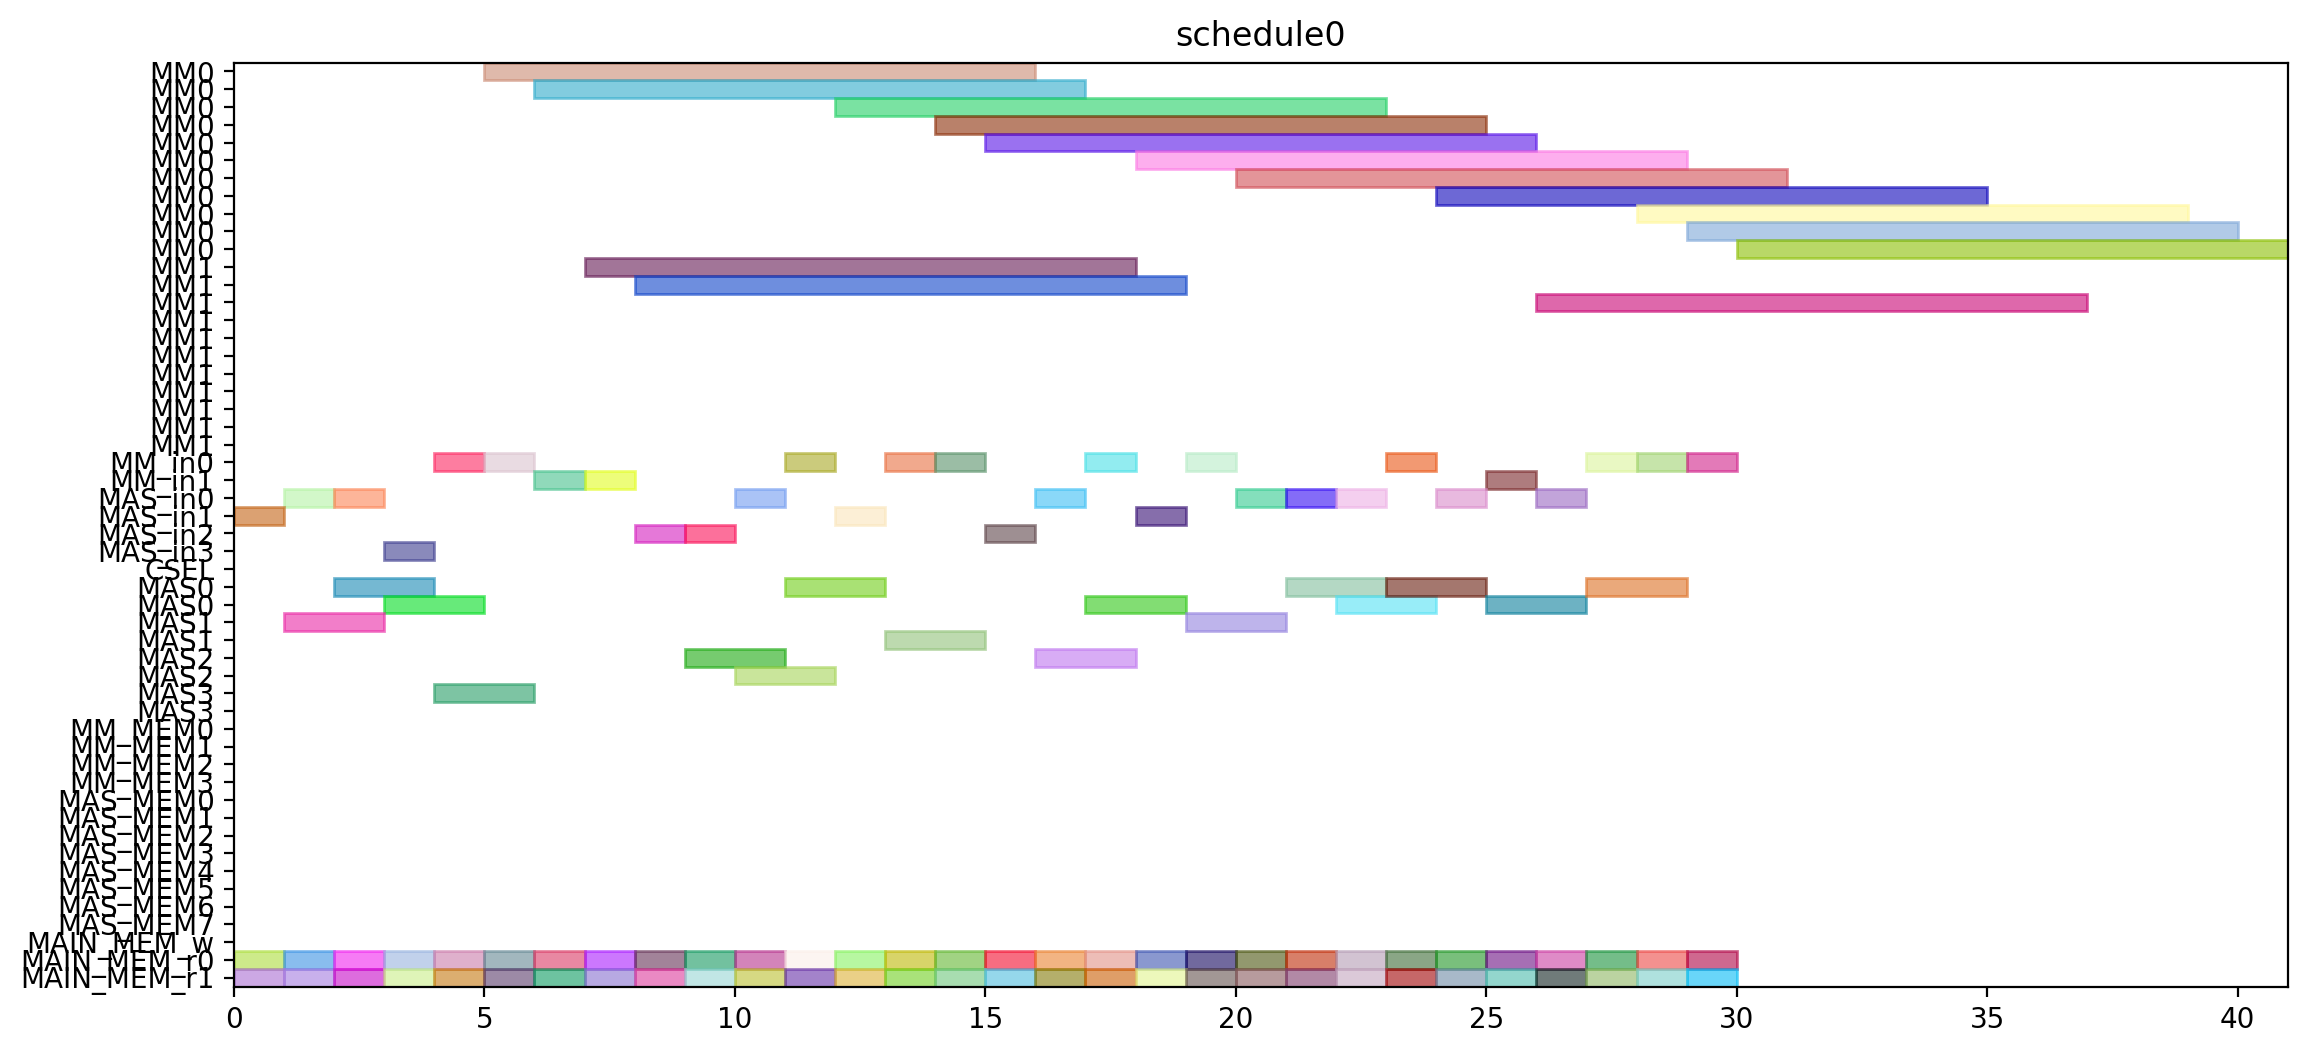 schedule0
MM0
MM0
MM0
MM0
MM0
MM0
MM0
MM0
MM0
MM0
MM0
MM1
MM1
MM1
MM1
MM1
MM1
MM1
MM1
MM1
MM1
MM1
MM_in0
MM_in1
MAS_in0
MAS_in1
MAS_in2
MAS_in3
CSEL
MAS0
MAS0
MAS1
MAS1
MAS2
MAS2
MAS3
MAS3
MM_MEM0
MM_MEM1
MM_MEM2
MM_MEM3
MAS_MEM0
MAS_MEM1
MAS_MEM2
MAS_MEM3
MAS_MEM4
MAS_MEM5
MAS_MEM6
MAS_MEM7
MAIN_MEM_w
MAIN_MEM_r0
MAIN_MEM_r1
0 5 10 15 20 25 30 35 40